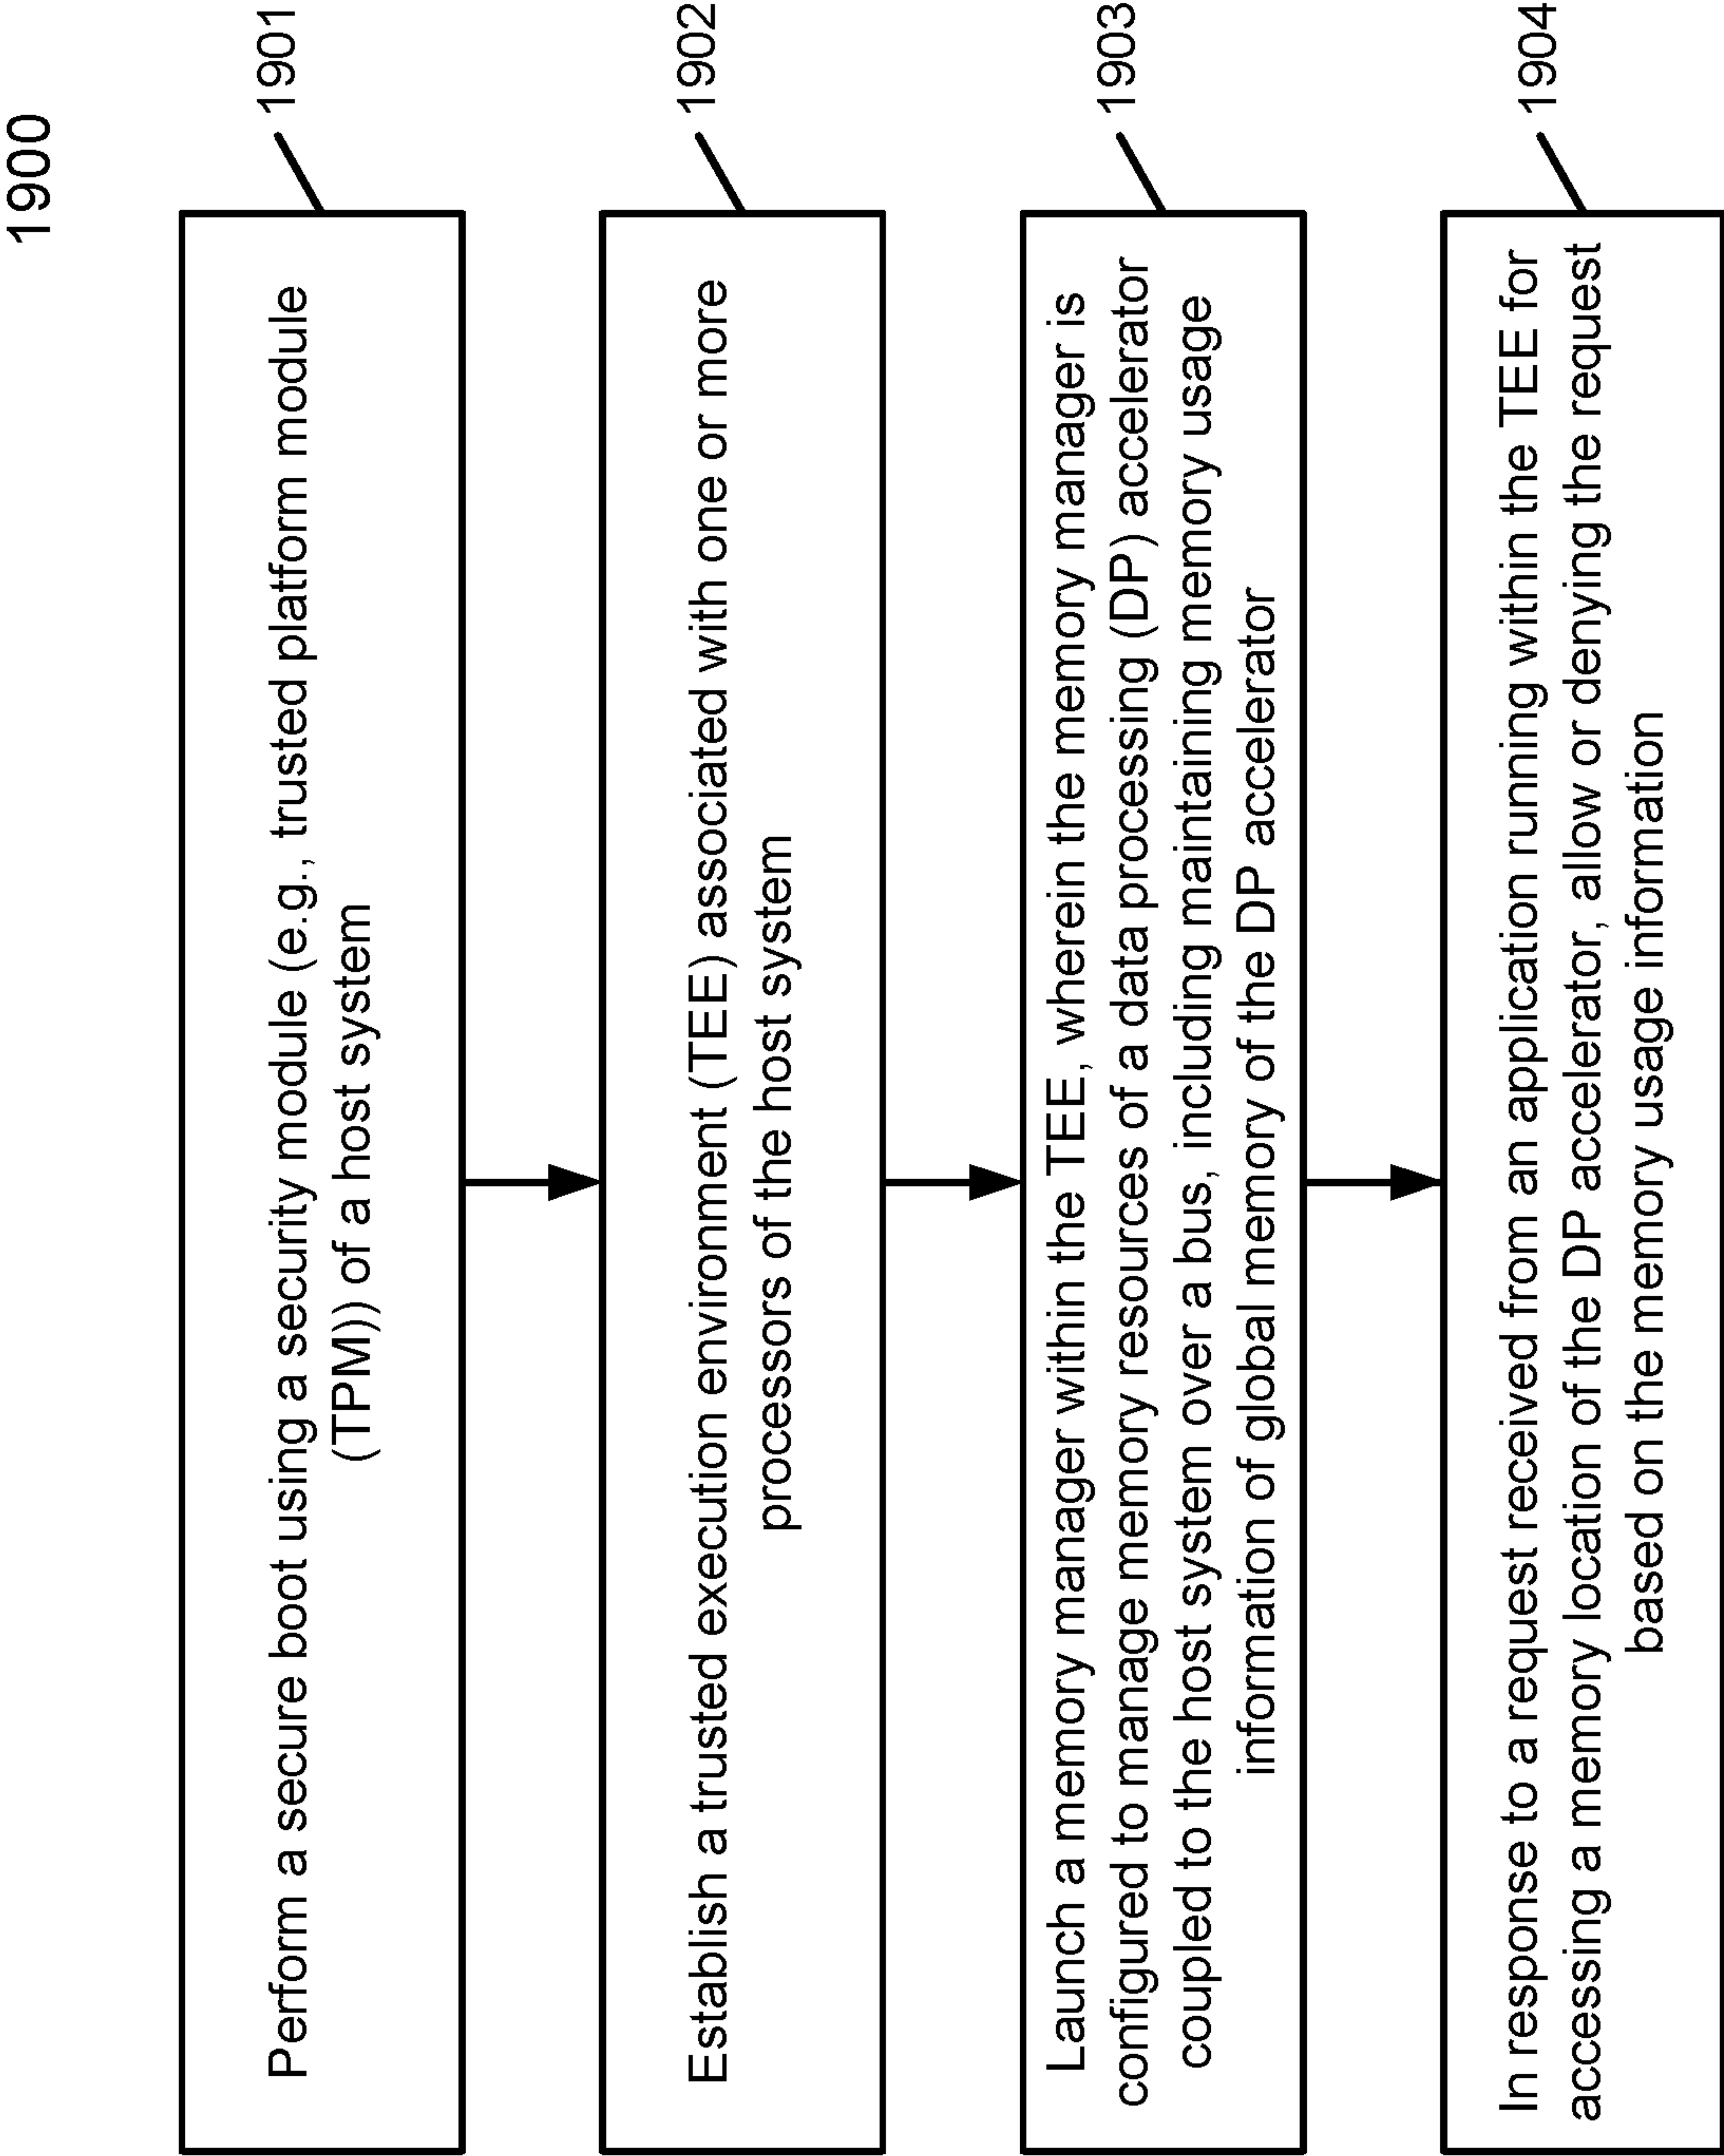 1900
Perform a secure boot using a security module (e.g., trusted platform module
(TPM)) of a host system
1901
Establish a trusted execution environment (TEE) associated with one or more
processors of the host system
1902
Launch a memory manager within the TEE, wherein the memory manager is
configured to manage memory resources of a data processing (DP) accelerator
coupled to the host system over a bus, including maintaining memory usage
information of global memory of the DP accelerator
1903
In response to a request received from an application running within the TEE for
accessing a memory location of the DP accelerator, allow or denying the request
based on the memory usage information
1904